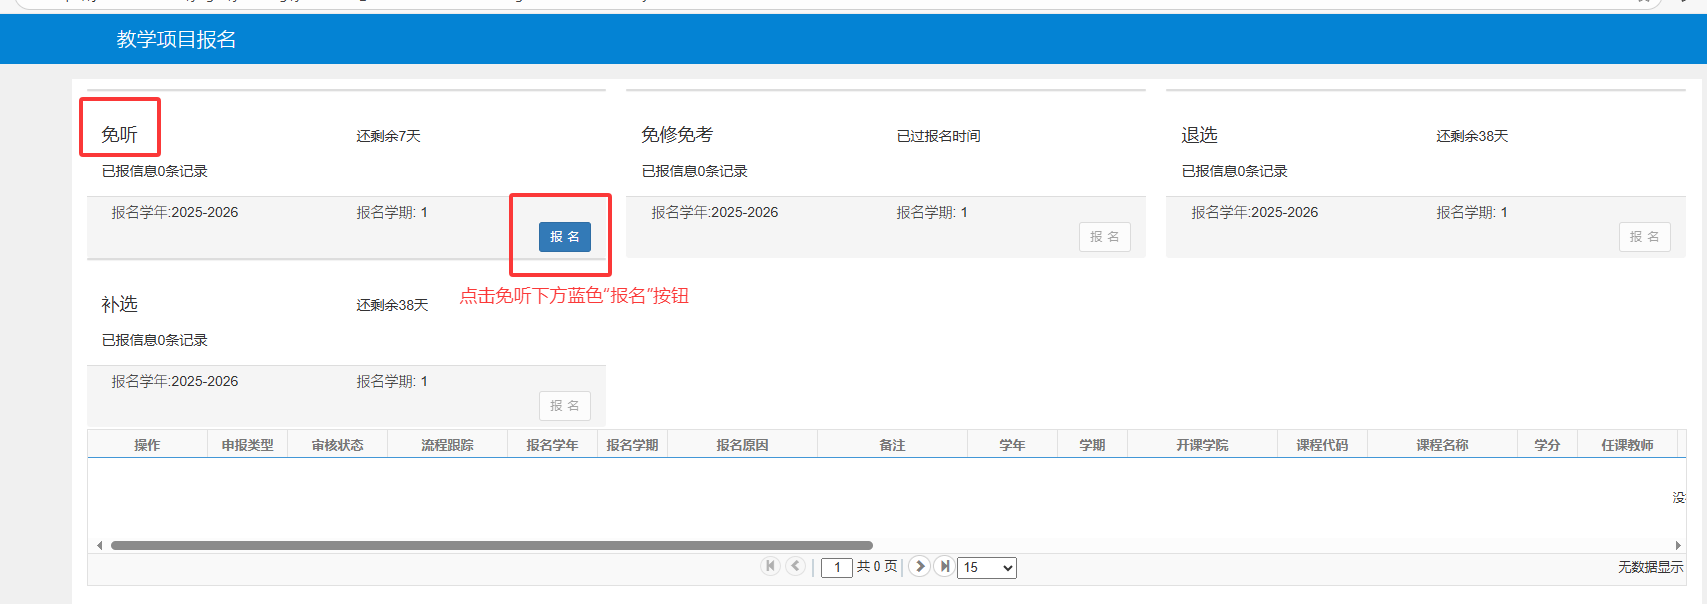 教学项目报名
免听 还剩余7天
已报信息0条记录
报名学年:2025-2026 报名学期: 1
报 名
免修免考 已过报名时间
已报信息0条记录
报名学年:2025-2026 报名学期: 1
报 名
退选 还剩余38天
已报信息0条记录
报名学年:2025-2026 报名学期: 1
报 名
点击免听下方蓝色“报名”按钮
补选 还剩余38天
已报信息0条记录
报名学年:2025-2026 报名学期: 1
报 名
操作 申报类型 审核状态 流程跟踪 报名学年 报名学期 报名原因 备注 学年 学期 开课学院 课程代码 课程名称 学分 任课教师
没
1 共 0 页 15 无数据显示